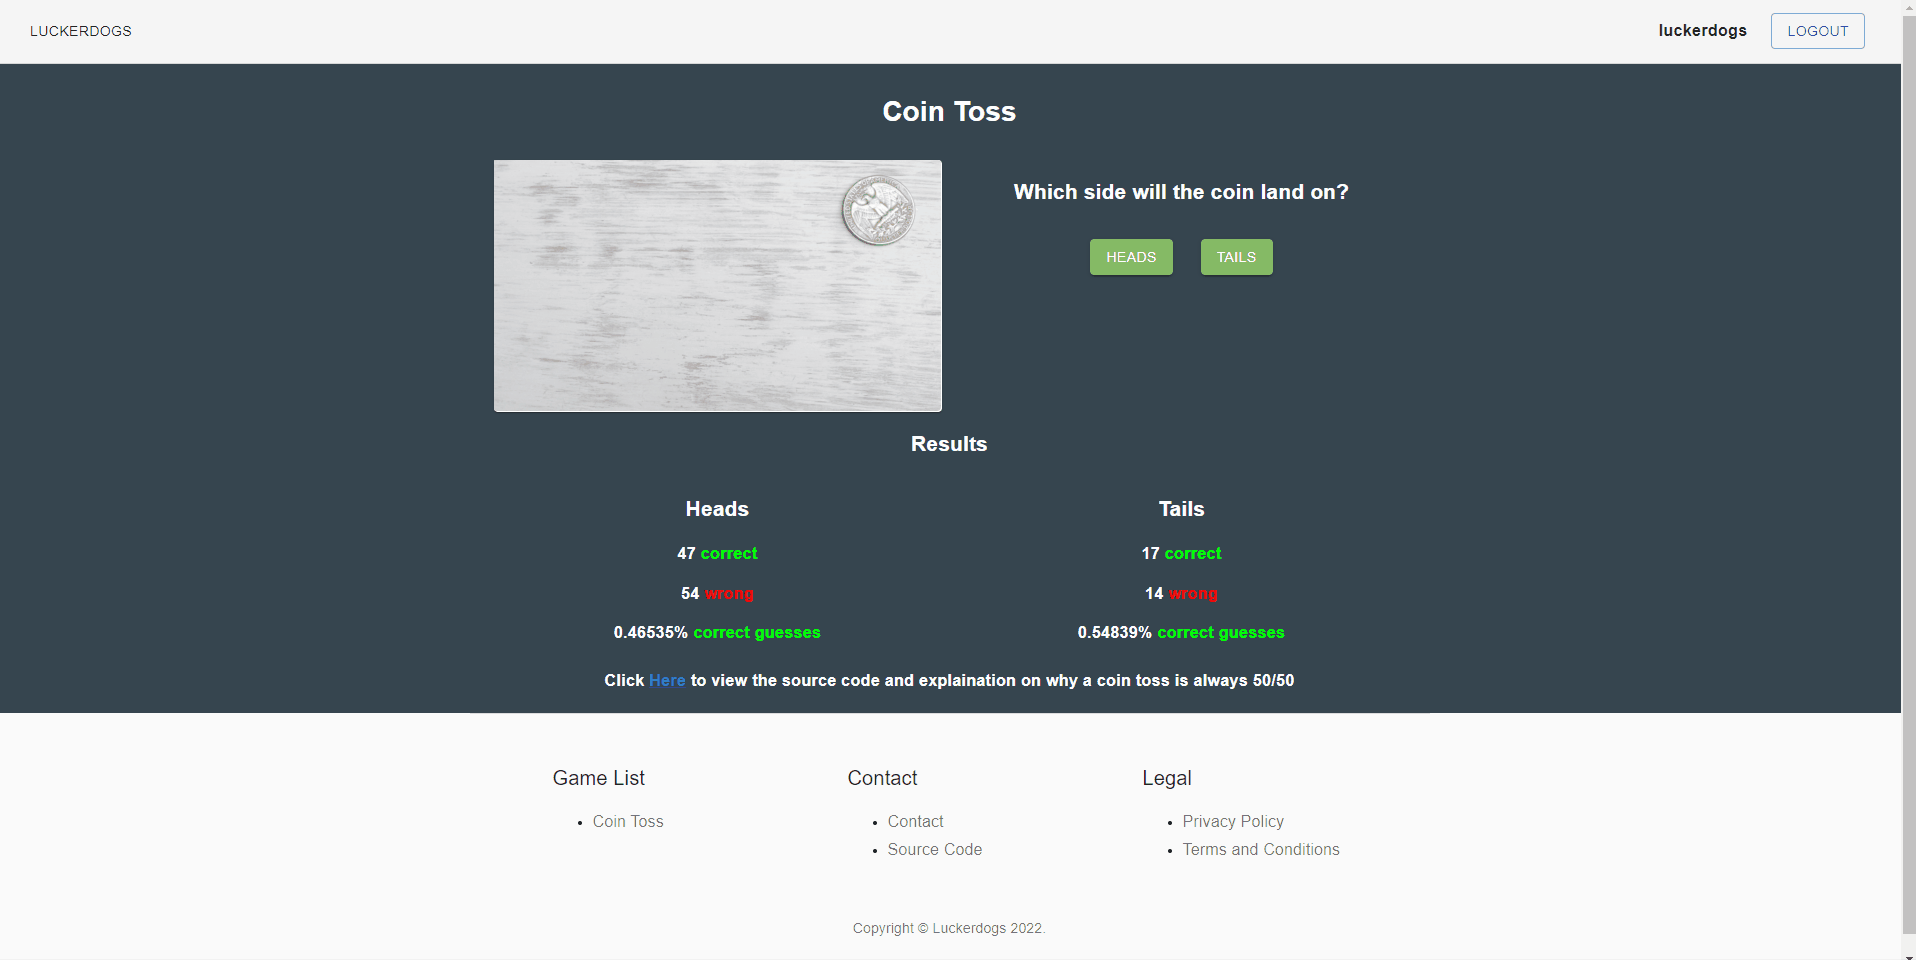 LUCKERDOGS
luckerdogs
LOGOUT
Coin Toss
Which side will the coin land on?
HEADS
TAILS
Results
Heads
47 correct
54 wrong
0.46535% correct guesses
Tails
17 correct
14 wrong
0.54839% correct guesses
Click Here to view the source code and explaination on why a coin toss is always 50/50
Game List
• Coin Toss
Contact
• Contact
• Source Code
Legal
• Privacy Policy
• Terms and Conditions
Copyright © Luckerdogs 2022.